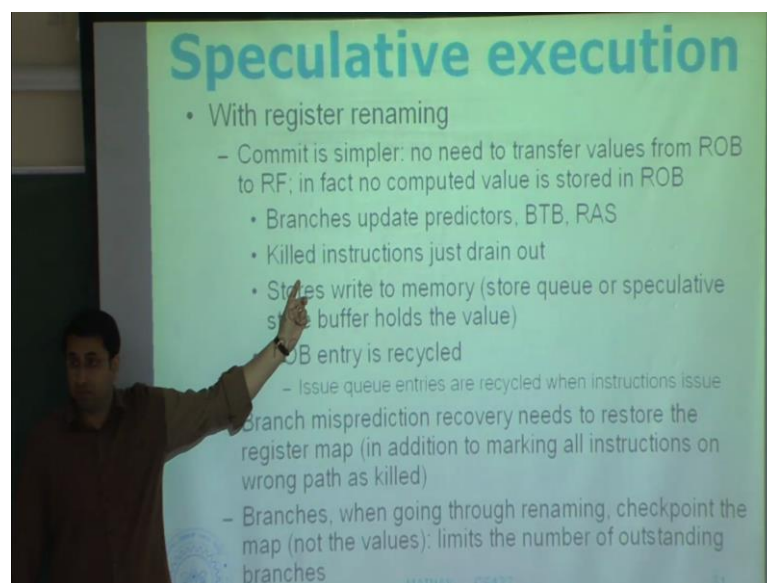 Speculative execution
• With register renaming
– Commit is simpler: no need to transfer values from ROB
to RF; in fact no computed value is stored in ROB
• Branches update predictors, BTB, RAS
• Killed instructions just drain out
• Stores write to memory (store queue or speculative
buffer holds the value)
entry is recycled
– Issue queue entries are recycled when instructions issue
Branch misprediction recovery needs to restore the
register map (in addition to marking all instructions on
wrong path as killed)
– Branches, when going through renaming, checkpoint the
map (not the values): limits the number of outstanding
branches